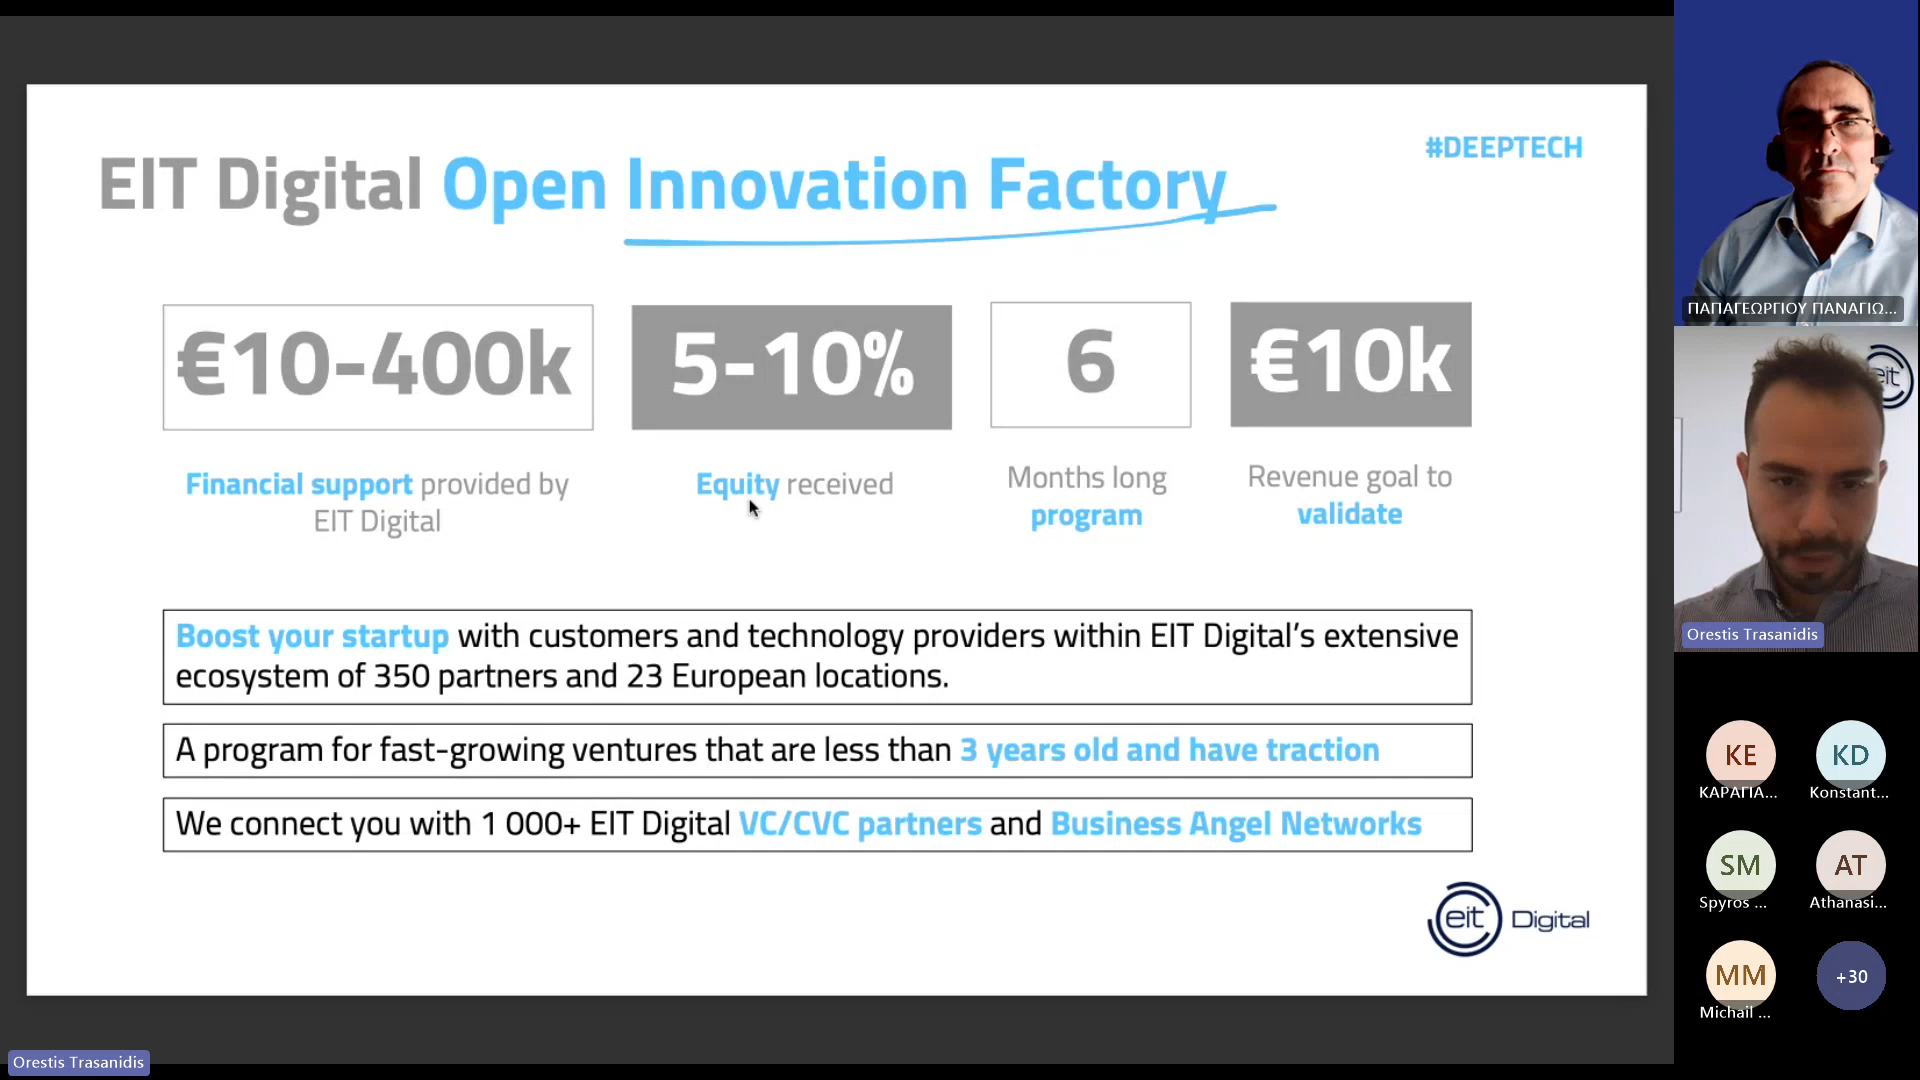 #DEEPTECH
EIT Digital Open Innovation Factory
€10-400k
5-10%
6
€10k
Financial support provided by
EIT Digital
Equity received
Months long
program
Revenue goal to
validate
Boost your startup with customers and technology providers within EIT Digital’s extensive
ecosystem of 350 partners and 23 European locations.
A program for fast-growing ventures that are less than 3 years old and have traction
We connect you with 1 000+ EIT Digital VC/CVC partners and Business Angel Networks
eit Digital
Orestis Trasanidis
ΠΑΠΑΓΕΩΡΓΙΟΥ ΠΑΝΑΓΙΩ...
eit
Orestis Trasanidis
KE
KD
ΚΑΡΑΓΙΑ...
Konstant...
SM
AT
Spyros ...
Athanasi...
MM
+30
Michail ...